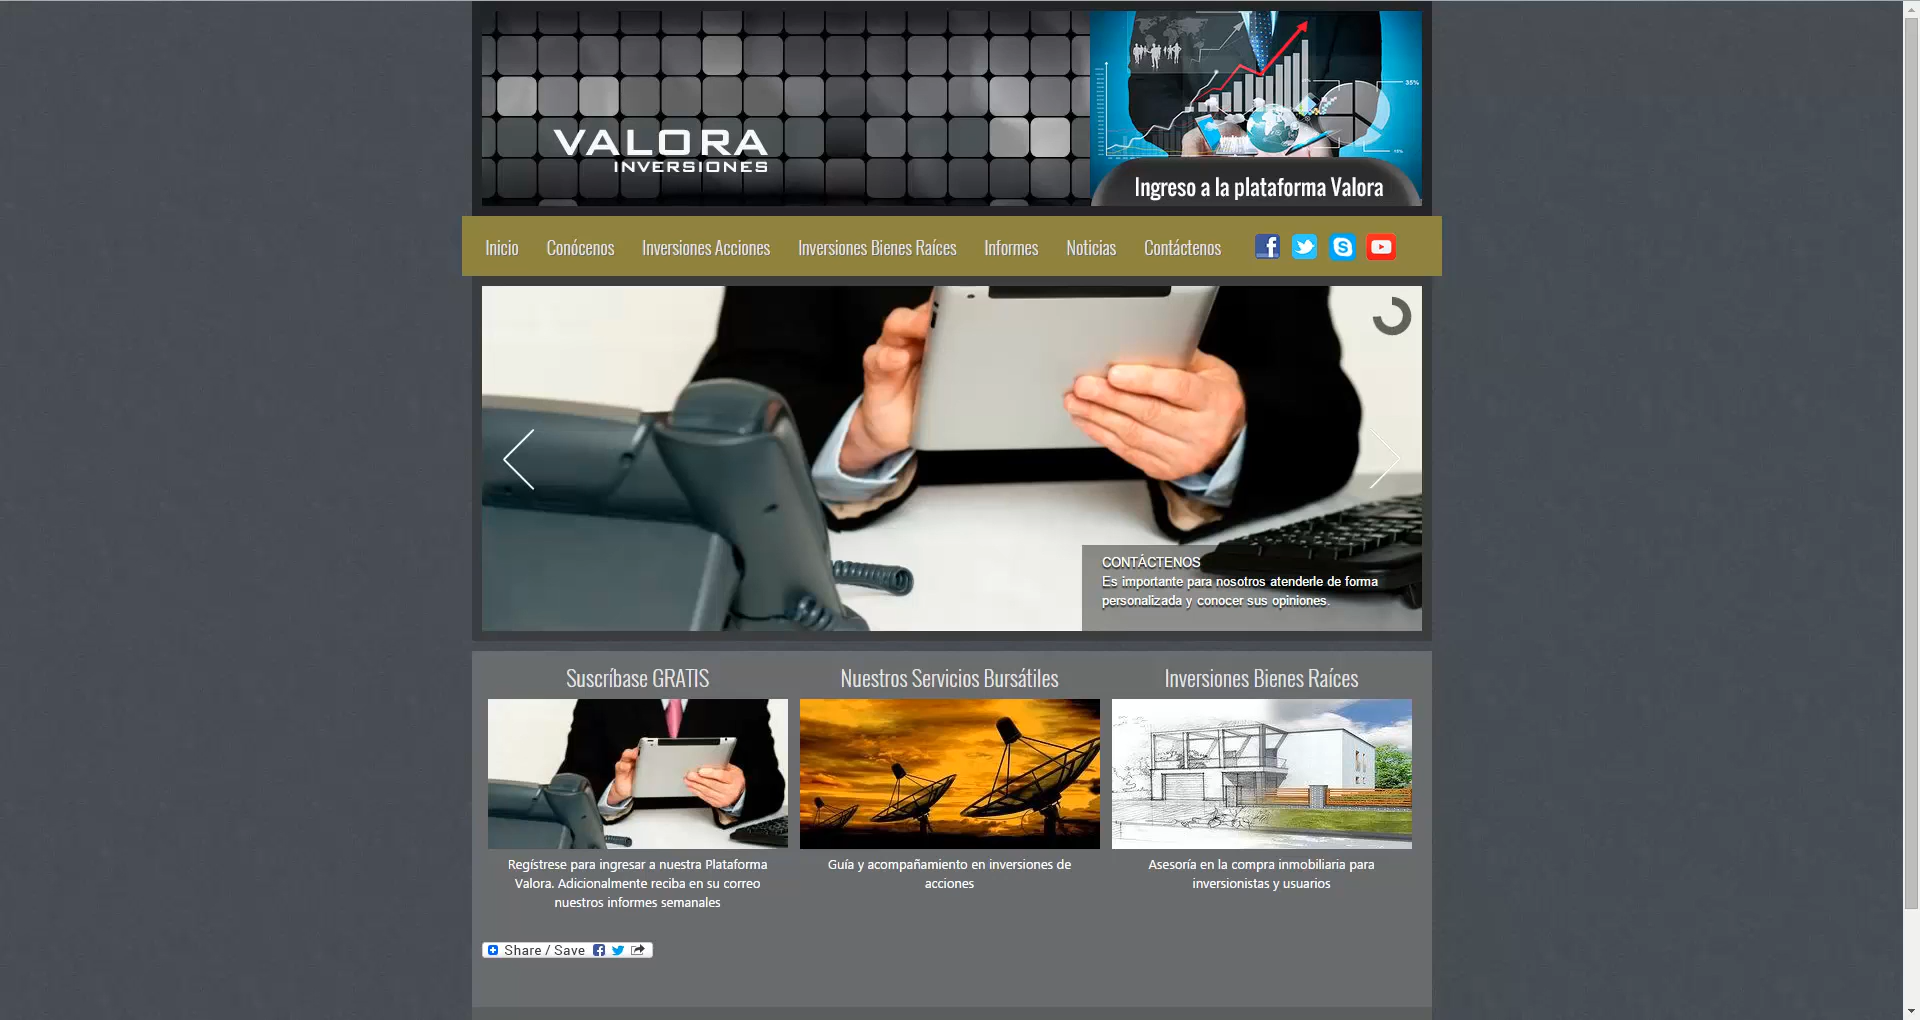 VALORA
INVERSIONES
35%
Ingreso a la plataforma Valora
Inicio Conócenos Inversiones Acciones Inversiones Bienes Raíces Informes Noticias Contáctenos
CONTÁCTENOS
Es importante para nosotros atenderle de forma
personalizada y conocer sus opiniones.
Suscríbase GRATIS
Regístrese para ingresar a nuestra Plataforma
Valora. Adicionalmente reciba en su correo
nuestros informes semanales
Nuestros Servicios Bursátiles
Guía y acompañamiento en inversiones de
acciones
Inversiones Bienes Raíces
Asesoría en la compra inmobiliaria para
inversionistas y usuarios
Share / Save